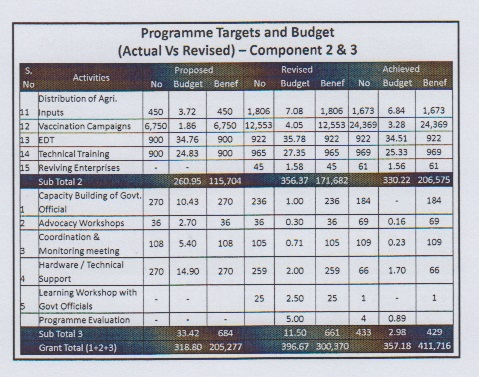 Programme Targets and Budget
(Actual Vs Revised) – Component 2 & 3
S. No Activities Proposed Revised Achieved
No Budget Benef No Budget Benef No Budget Benef
11 Distribution of Agri. Inputs 450 3.72 450 1,806 7.08 1,806 1,673 6.84 1,673
12 Vaccination Campaigns 6,750 1.86 6,750 12,553 4.05 12,553 24,369 3.28 24,369
13 EDT 900 34.76 900 922 35.78 922 922 34.51 922
14 Technical Training 900 24.83 900 965 27.35 965 969 25.33 969
15 Reviving Enterprises - - 45 1.58 45 61 1.56 61
Sub Total 2 260.95 115,704 356.37 171,682 330.22 206,575
1 Capacity Building of Govt. Official 270 10.43 270 236 1.00 236 184 - 184
2 Advocacy Workshops 36 2.70 36 36 0.30 36 69 0.16 69
3 Coordination & Monitoring meeting 108 5.40 108 105 0.71 105 109 0.23 109
4 Hardware / Technical Support 270 14.90 270 259 2.00 259 66 1.70 66
5 Learning Workshop with Govt Officials - - - 25 2.50 25 1 - 1
Programme Evaluation - - - 5.00 4 0.89
Sub Total 3 33.42 684 11.50 661 433 2.98 429
Grant Total (1+2+3) 318.80 205,277 396.67 300,370 357.18 411,716